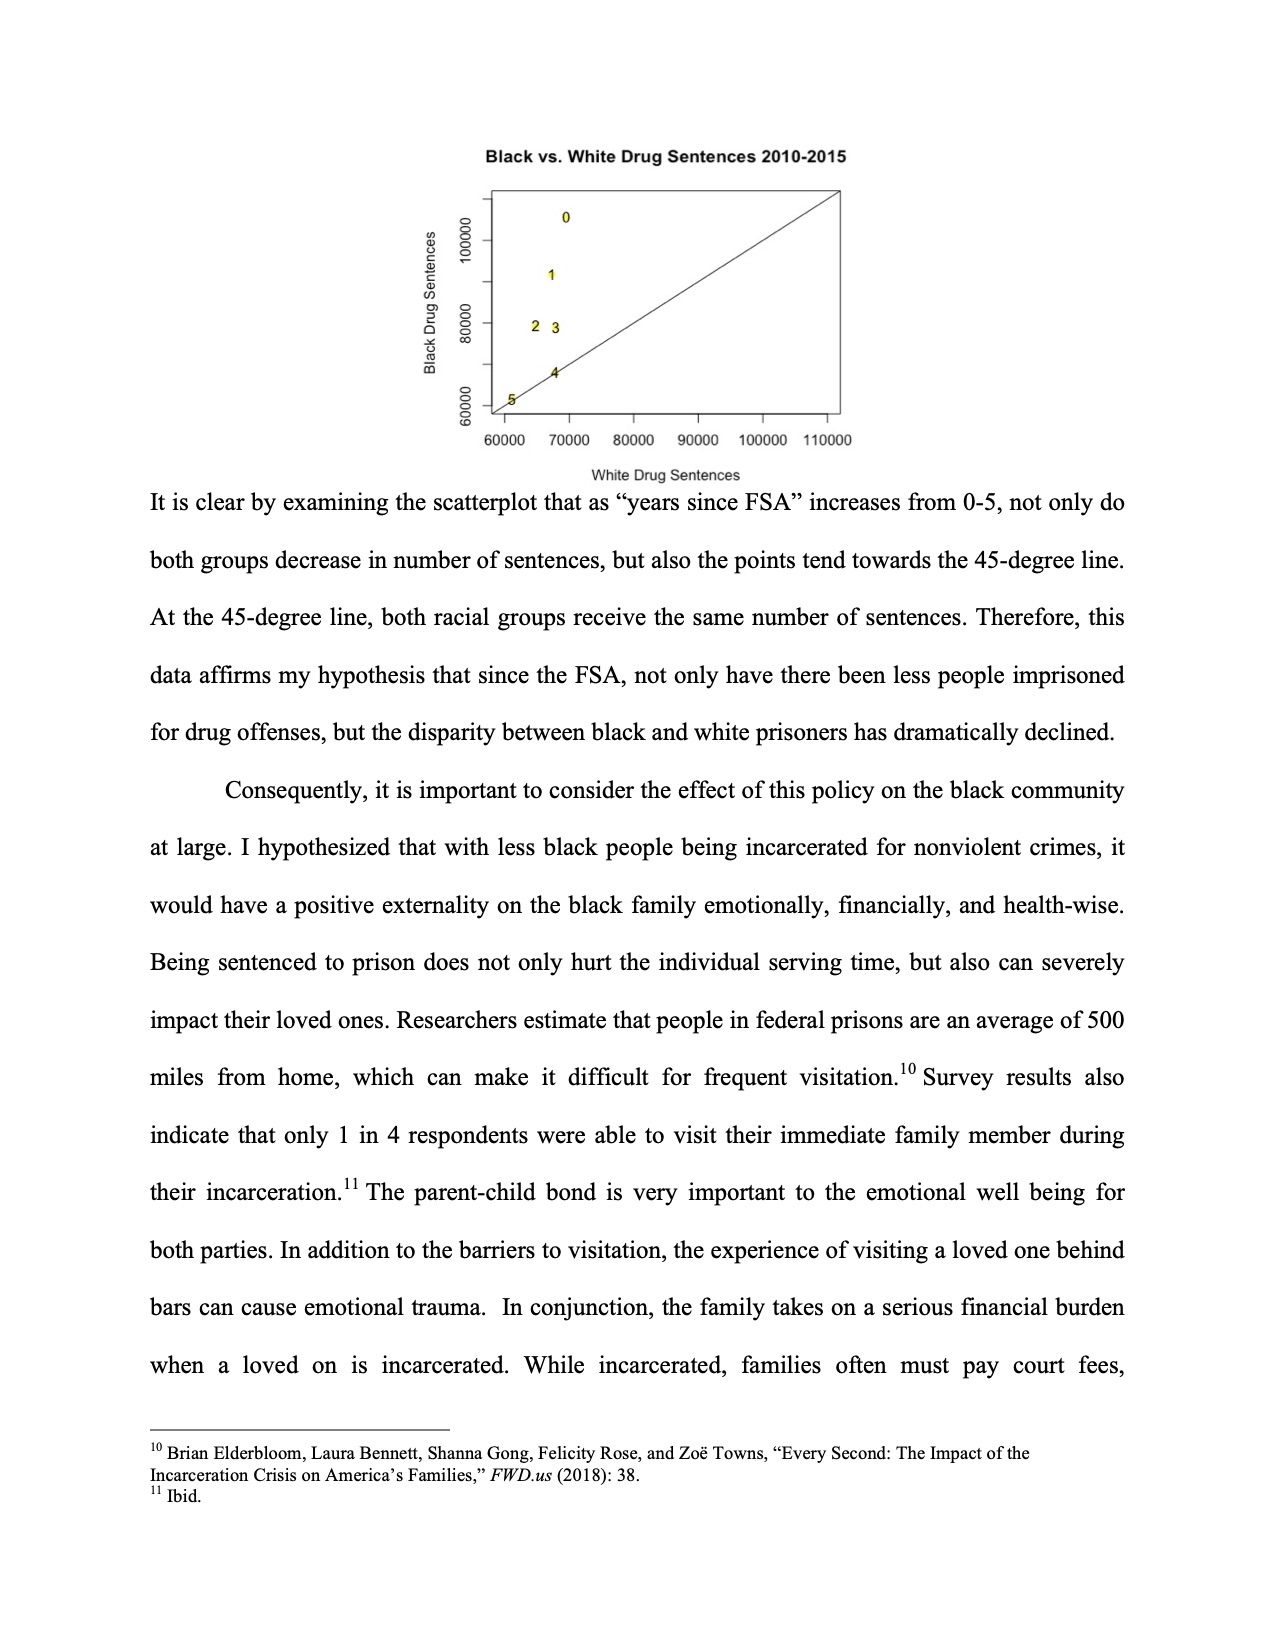 Black vs. White Drug Sentences 2010-2015
Black Drug Sentences
100000
80000
60000
0
1
2 3
4
5
60000 70000 80000 90000 100000 110000
White Drug Sentences
It is clear by examining the scatterplot that as “years since FSA” increases from 0-5, not only do
both groups decrease in number of sentences, but also the points tend towards the 45-degree line.
At the 45-degree line, both racial groups receive the same number of sentences. Therefore, this
data affirms my hypothesis that since the FSA, not only have there been less people imprisoned
for drug offenses, but the disparity between black and white prisoners has dramatically declined.
Consequently, it is important to consider the effect of this policy on the black community
at large. I hypothesized that with less black people being incarcerated for nonviolent crimes, it
would have a positive externality on the black family emotionally, financially, and health-wise.
Being sentenced to prison does not only hurt the individual serving time, but also can severely
impact their loved ones. Researchers estimate that people in federal prisons are an average of 500
miles from home, which can make it difficult for frequent visitation.10 Survey results also
indicate that only 1 in 4 respondents were able to visit their immediate family member during
their incarceration.11 The parent-child bond is very important to the emotional well being for
both parties. In addition to the barriers to visitation, the experience of visiting a loved one behind
bars can cause emotional trauma.  In conjunction, the family takes on a serious financial burden
when a loved on is incarcerated. While incarcerated, families often must pay court fees,
10 Brian Elderbloom, Laura Bennett, Shanna Gong, Felicity Rose, and Zoë Towns, “Every Second: The Impact of the
Incarceration Crisis on America’s Families,” FWD.us (2018): 38.
11 Ibid.